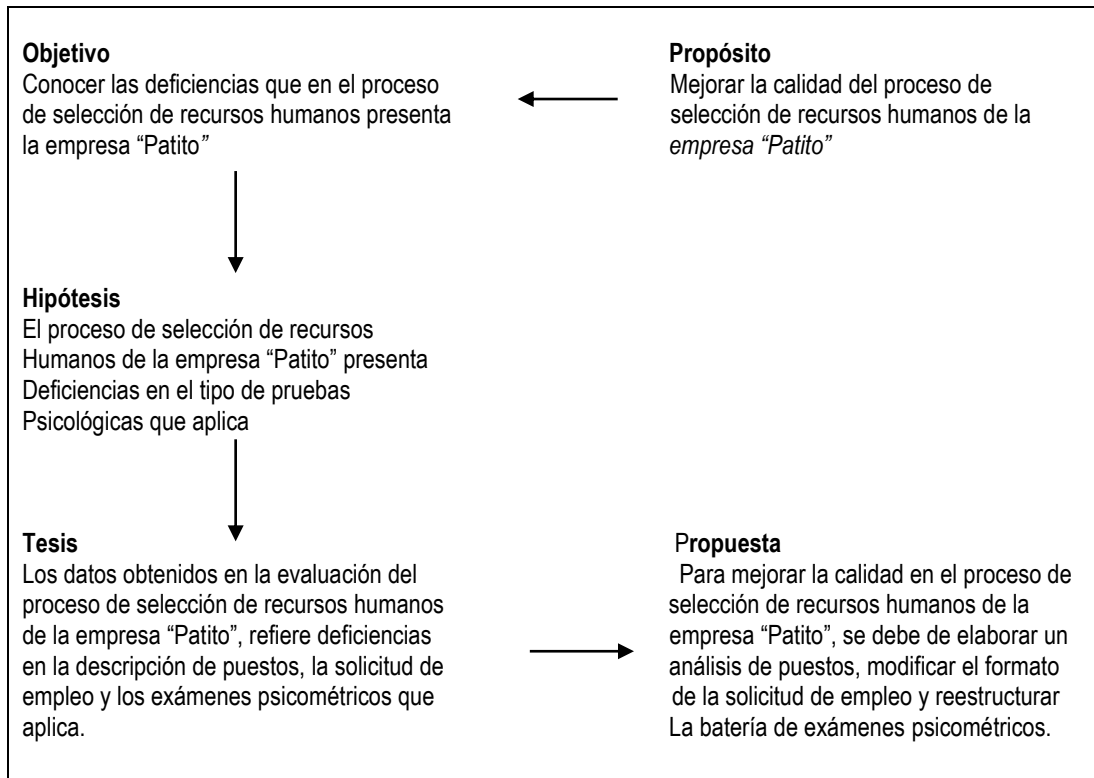 Objetivo
Conocer las deficiencias que en el proceso
de selección de recursos humanos presenta
la empresa “Patito”
Propósito
Mejorar la calidad del proceso de
selección de recursos humanos de la
empresa “Patito”
Hipótesis
El proceso de selección de recursos
Humanos de la empresa “Patito” presenta
Deficiencias en el tipo de pruebas
Psicológicas que aplica
Tesis
Los datos obtenidos en la evaluación del
proceso de selección de recursos humanos
de la empresa “Patito”, refiere deficiencias
en la descripción de puestos, la solicitud de
empleo y los exámenes psicométricos que
aplica.
Propuesta
Para mejorar la calidad en el proceso de
selección de recursos humanos de la
empresa “Patito”, se debe de elaborar un
análisis de puestos, modificar el formato
de la solicitud de empleo y reestructurar
La batería de exámenes psicométricos.